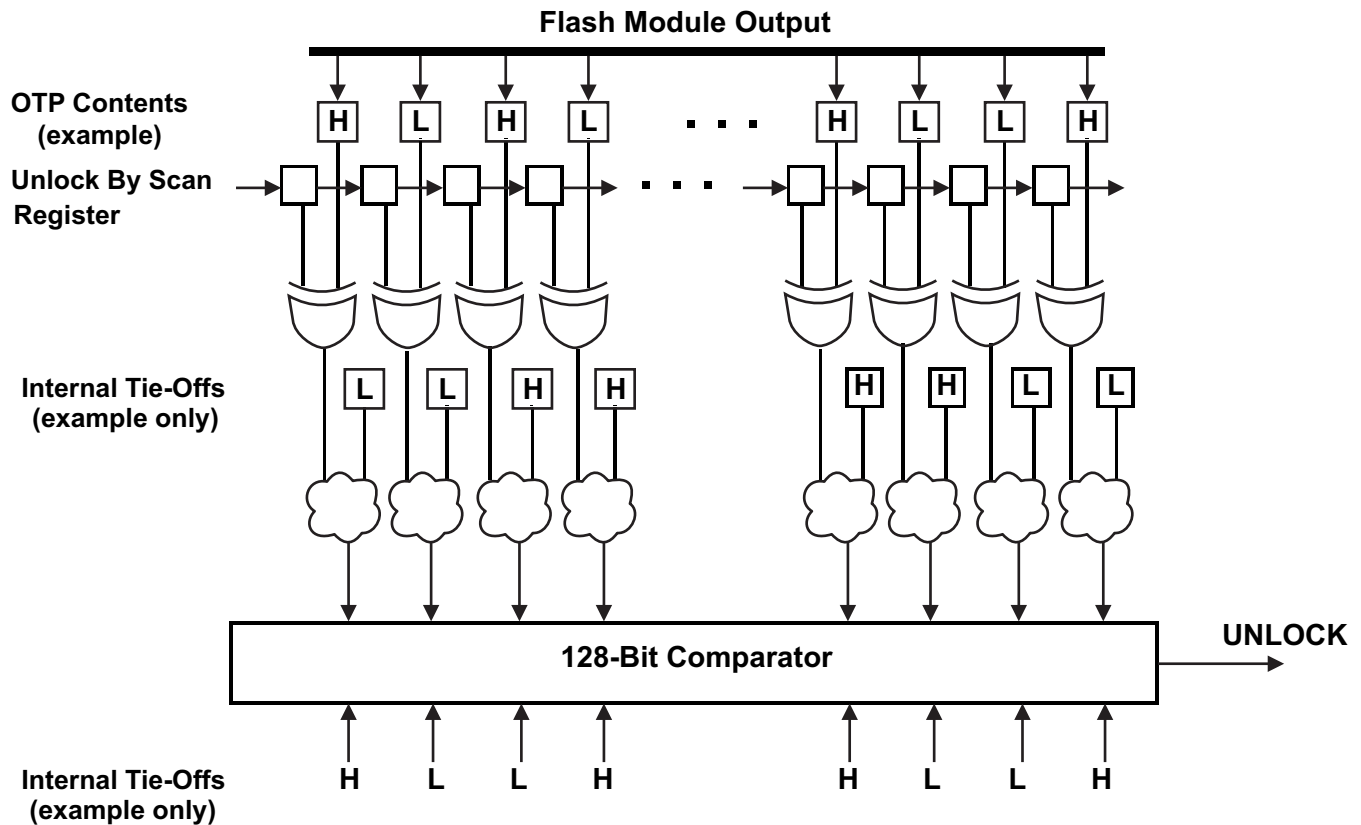 Flash Module Output
OTP Contents
(example)
H L H L . . . H L L H
Unlock By Scan
Register
. . .
Internal Tie-Offs
(example only)
L L H H H H L L
128-Bit Comparator
UNLOCK
Internal Tie-Offs
(example only)
H L L H H L L H